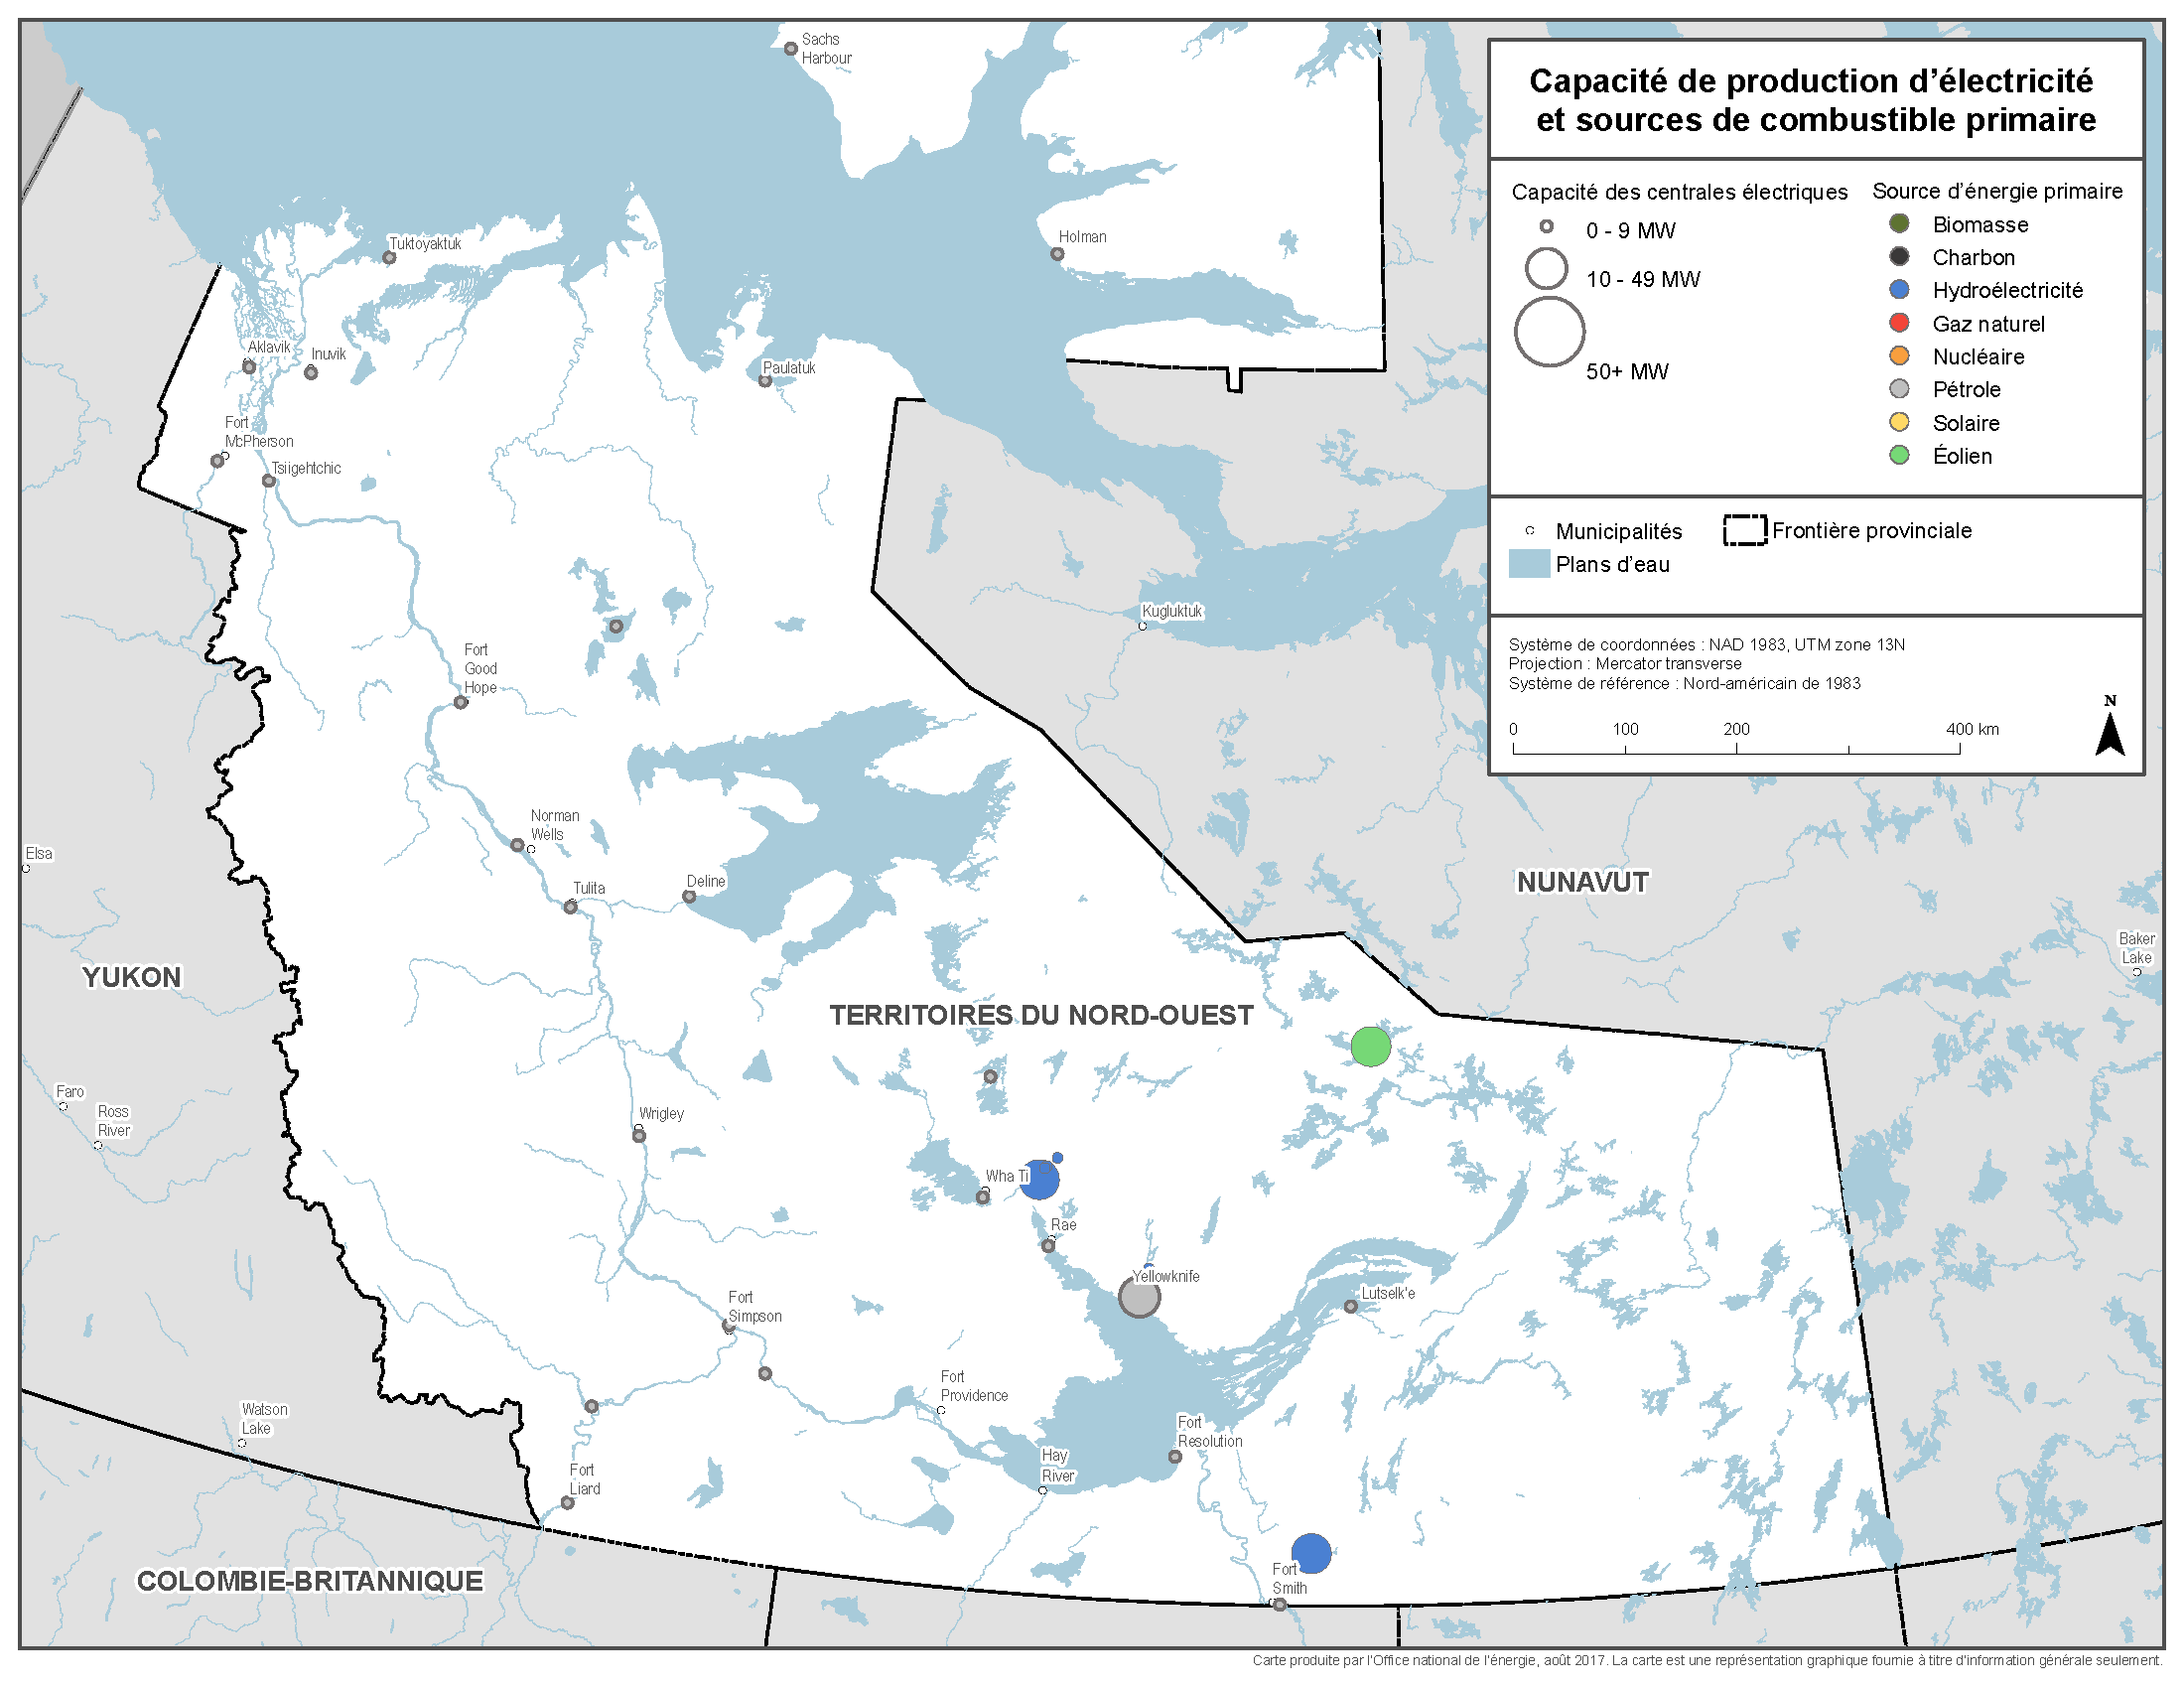 Capacité de production d'électricité
et sources de combustible primaire
Capacité des centrales électriques
0 - 9 MW
10 - 49 MW
50+ MW
Source d'énergie primaire
Biomasse
Charbon
Hydroélectricité
Gaz naturel
Nucléaire
Pétrole
Solaire
Éolien
Municipalités
Frontière provinciale
Plans d'eau
Système de coordonnées : NAD 1983, UTM zone 13N
Projection : Mercator transverse
Système de référence : Nord-américain de 1983
N
0 100 200 400 km
Sachs
Harbour
Tuktoyaktuk
Holman
Aklavik
Inuvik
Paulatuk
Fort
McPherson
Tsiigehtchic
Kugluktuk
Fort
Good
Hope
Norman
Wells
Elsa
Tulita
Deline
NUNAVUT
Baker
Lake
YUKON
TERRITOIRES DU NORD-OUEST
Faro
Ross
River
Wrigley
Wha Ti
Rae
Yellowknife
Lutselk'e
Fort
Simpson
Fort
Providence
Watson
Lake
Fort
Resolution
Hay
River
Fort
Liard
Fort
Smith
COLOMBIE-BRITANNIQUE
Carte produite par l'Office national de l'énergie, août 2017. La carte est une représentation graphique fournie à titre d'information générale seulement.